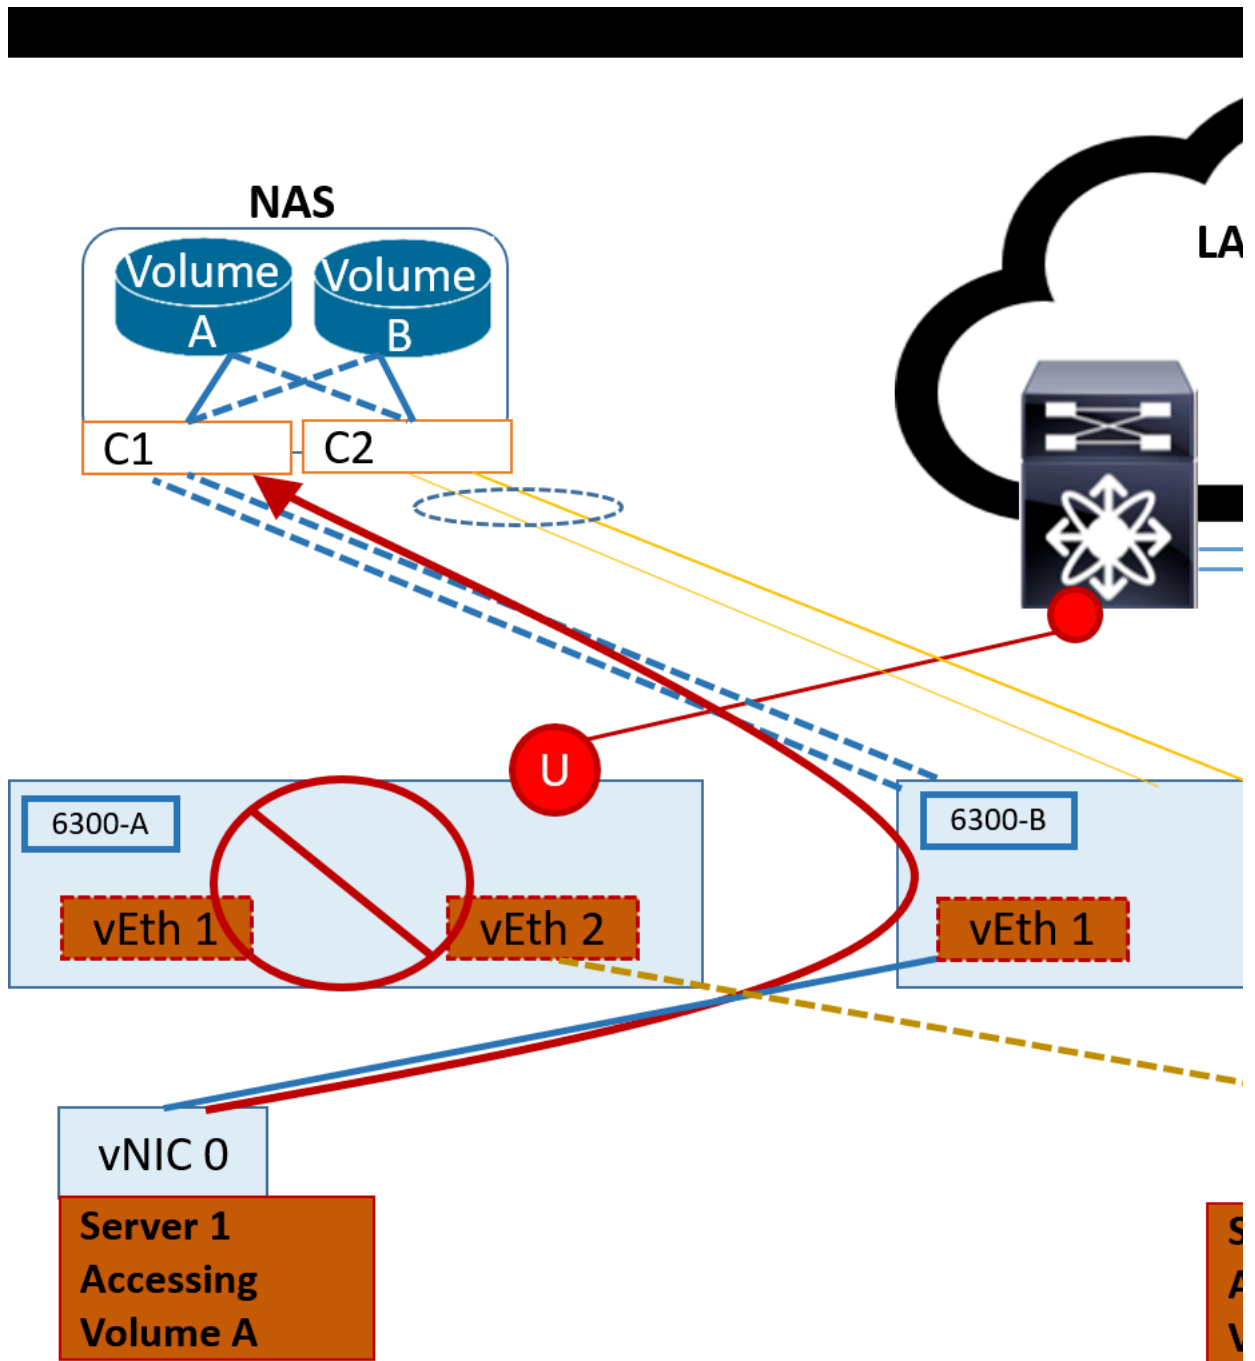 NAS
LA
Volume
A
Volume
B
C1
C2
U
6300-A
6300-B
vEth 1
vEth 2
vEth 1
vNIC 0
Server 1
Accessing
Volume A
S
A
V